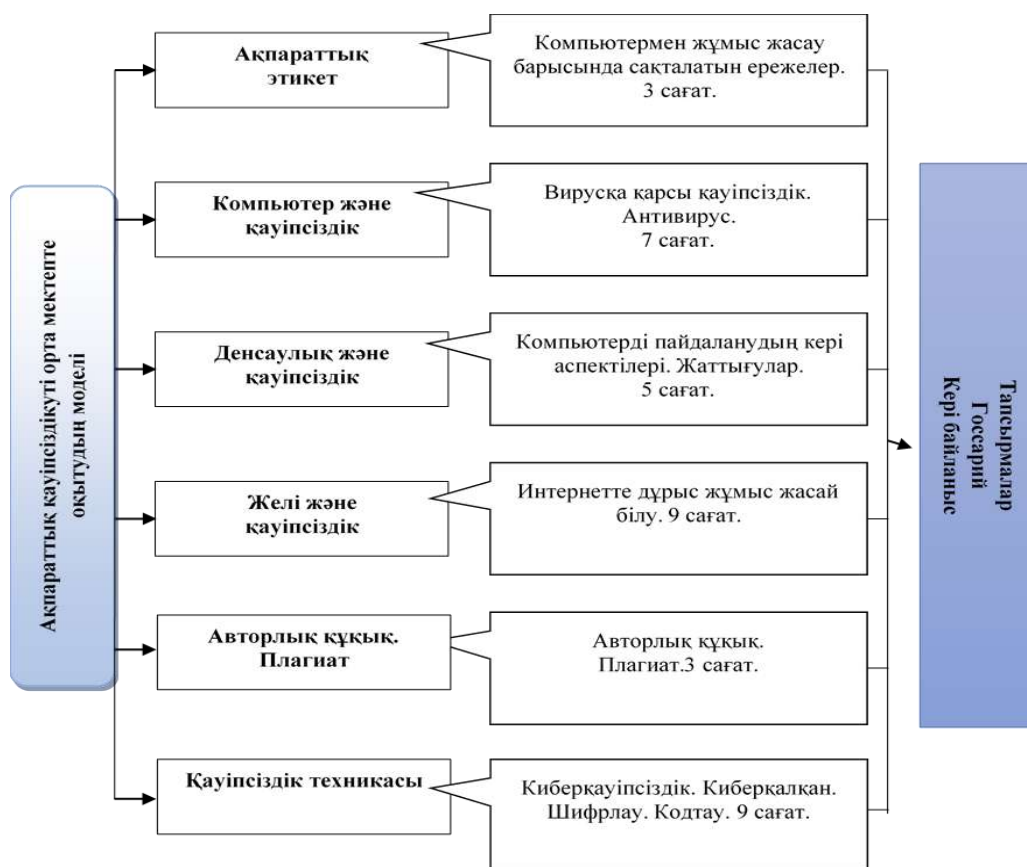 Ақпараттық қауіпсіздікуті орта мектепте
оқытудың моделі
Ақпараттық
этикет
Компьютермен жұмыс жасау
барысында сақталатын ережелер.
3 сағат.
Компьютер және
қауіпсіздік
Вирусқа қарсы қауіпсіздік.
Антивирус.
7 сағат.
Денсаулық және
қауіпсіздік
Компьютерді пайдаланудың кері
аспектілері. Жаттығулар.
5 сағат.
Желі және
қауіпсіздік
Интернетте дұрыс жұмыс жасай
білу. 9 сағат.
Авторлық құқық.
Плагиат
Авторлық құқық.
Плагиат.3 сағат.
Қауіпсіздік техникасы
Киберқауіпсіздік. Киберқалқан.
Шифрлау. Кодтау. 9 сағат.
Тапсырмалар
Госсарий
Кері байланыс